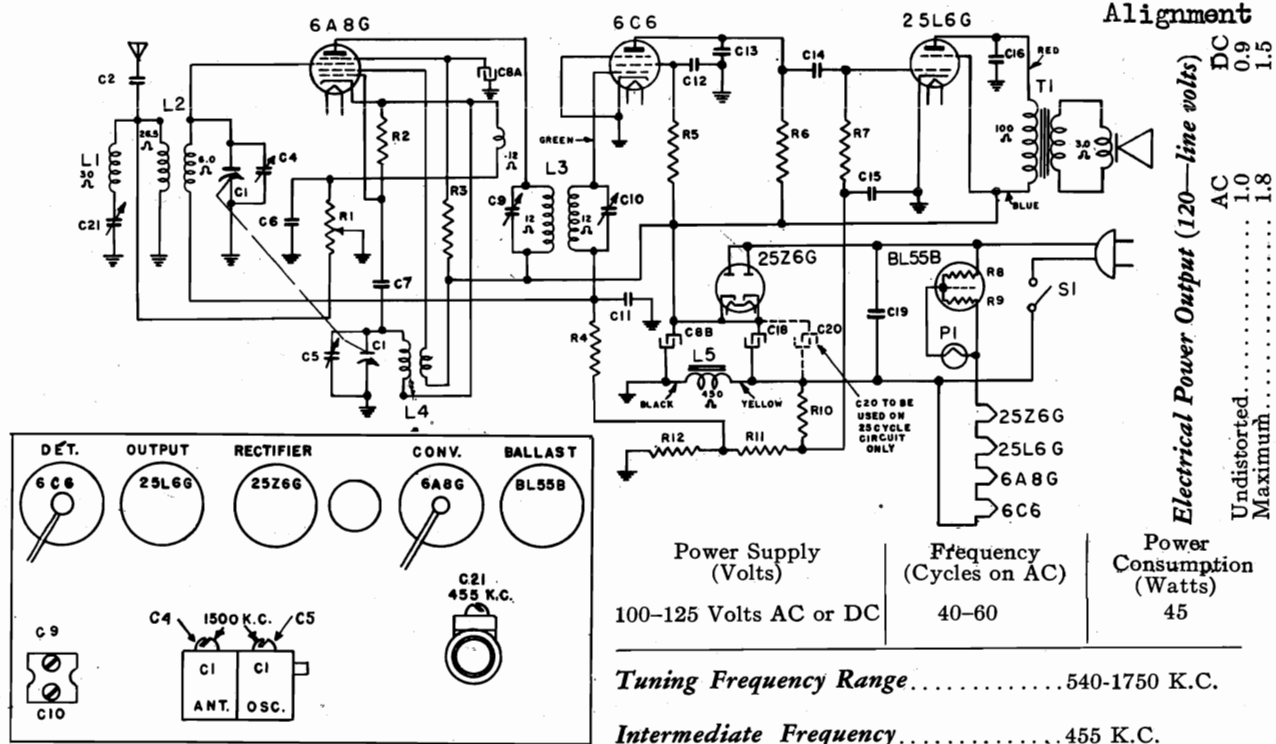 Alignment
6A8G
6C6
25L6G
C2
L2
26.5
Ω
6.0
Ω
C4
C1
L1
30
Ω
C21
C6
R1
R2
C8A
R3
.12
Ω
C7
C5
C1
L4
GREEN
L3
C9
12
Ω
12
Ω
C10
C11
R4
C12
C13
R5
R6
C14
R7
C15
C16
RED
T1
100
Ω
3.0
Ω
BLUE
25Z6G
C8B
C18
C20
C19
BL55B
R8
R9
P1
S1
L5
450
Ω
BLACK
YELLOW
R10
R11
R12
C20 TO BE
USED ON
25 CYCLE
CIRCUIT
ONLY
25Z6G
25L6G
6A8G
6C6
Electrical Power Output (120—line volts)
AC DC
Undistorted.......... 1.0 0.9
Maximum.......... 1.8 1.5
DET.
OUTPUT
RECTIFIER
CONV.
BALLAST
6C6
25L6G
25Z6G
6A8G
BL55B
C21
455 K.C.
C4
1500 K.C.
C5
C9
C10
C1
C1
ANT.
OSC.
Power Supply
(Volts)
Frequency
(Cycles on AC)
Power
Consumption
(Watts)
100–125 Volts AC or DC
40–60
45
Tuning Frequency Range.............540-1750 K.C.
Intermediate Frequency.............455 K.C.